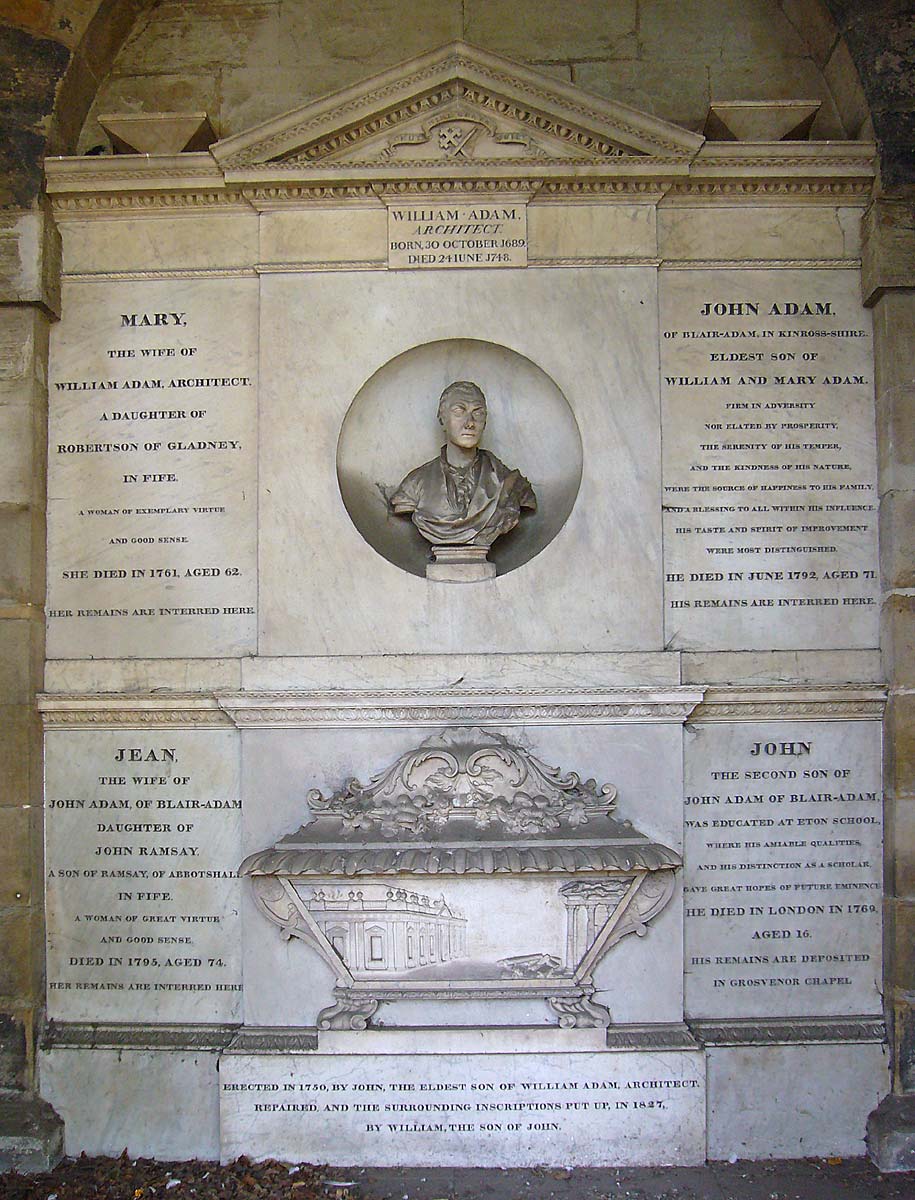 WILLIAM · ADAM,
ARCHITECT.
BORN, 30 OCTOBER 1689.
DIED 24 IUNE 1748.
MARY,
THE WIFE OF
WILLIAM ADAM, ARCHITECT.
A DAUGHTER OF
ROBERTSON OF GLADNEY,
IN FIFE.
A WOMAN OF EXEMPLARY VIRTUE
AND GOOD SENSE.
SHE DIED IN 1761, AGED 62.
HER REMAINS ARE INTERRED HERE.
JOHN ADAM,
OF BLAIR-ADAM, IN KINROSS-SHIRE.
ELDEST SON OF
WILLIAM AND MARY ADAM.
FIRM IN ADVERSITY
NOR ELATED BY PROSPERITY,
THE SERENITY OF HIS TEMPER,
AND THE KINDNESS OF HIS NATURE,
WERE THE SOURCE OF HAPPINESS TO HIS FAMILY,
AND A BLESSING TO ALL WITHIN HIS INFLUENCE.
HIS TASTE AND SPIRIT OF IMPROVEMENT
WERE MOST DISTINGUISHED.
HE DIED IN JUNE 1792, AGED 71.
HIS REMAINS ARE INTERRED HERE.
JEAN,
THE WIFE OF
JOHN ADAM, OF BLAIR-ADAM
DAUGHTER OF
JOHN RAMSAY,
A SON OF RAMSAY, OF ABBOTSHALL
IN FIFE.
A WOMAN OF GREAT VIRTUE
AND GOOD SENSE.
DIED IN 1795, AGED 74.
HER REMAINS ARE INTERRED HERE
JOHN
THE SECOND SON OF
JOHN ADAM OF BLAIR-ADAM,
WAS EDUCATED AT ETON SCHOOL,
WHERE HIS AMIABLE QUALITIES,
AND HIS DISTINCTION AS A SCHOLAR,
GAVE GREAT HOPES OF FUTURE EMINENCE
HE DIED IN LONDON IN 1769,
AGED 16.
HIS REMAINS ARE DEPOSITED
IN GROSVENOR CHAPEL.
ERECTED IN 1750, BY JOHN, THE ELDEST SON OF WILLIAM ADAM, ARCHITECT.
REPAIRED, AND THE SURROUNDING INSCRIPTIONS PUT UP, IN 1827,
BY WILLIAM, THE SON OF JOHN.